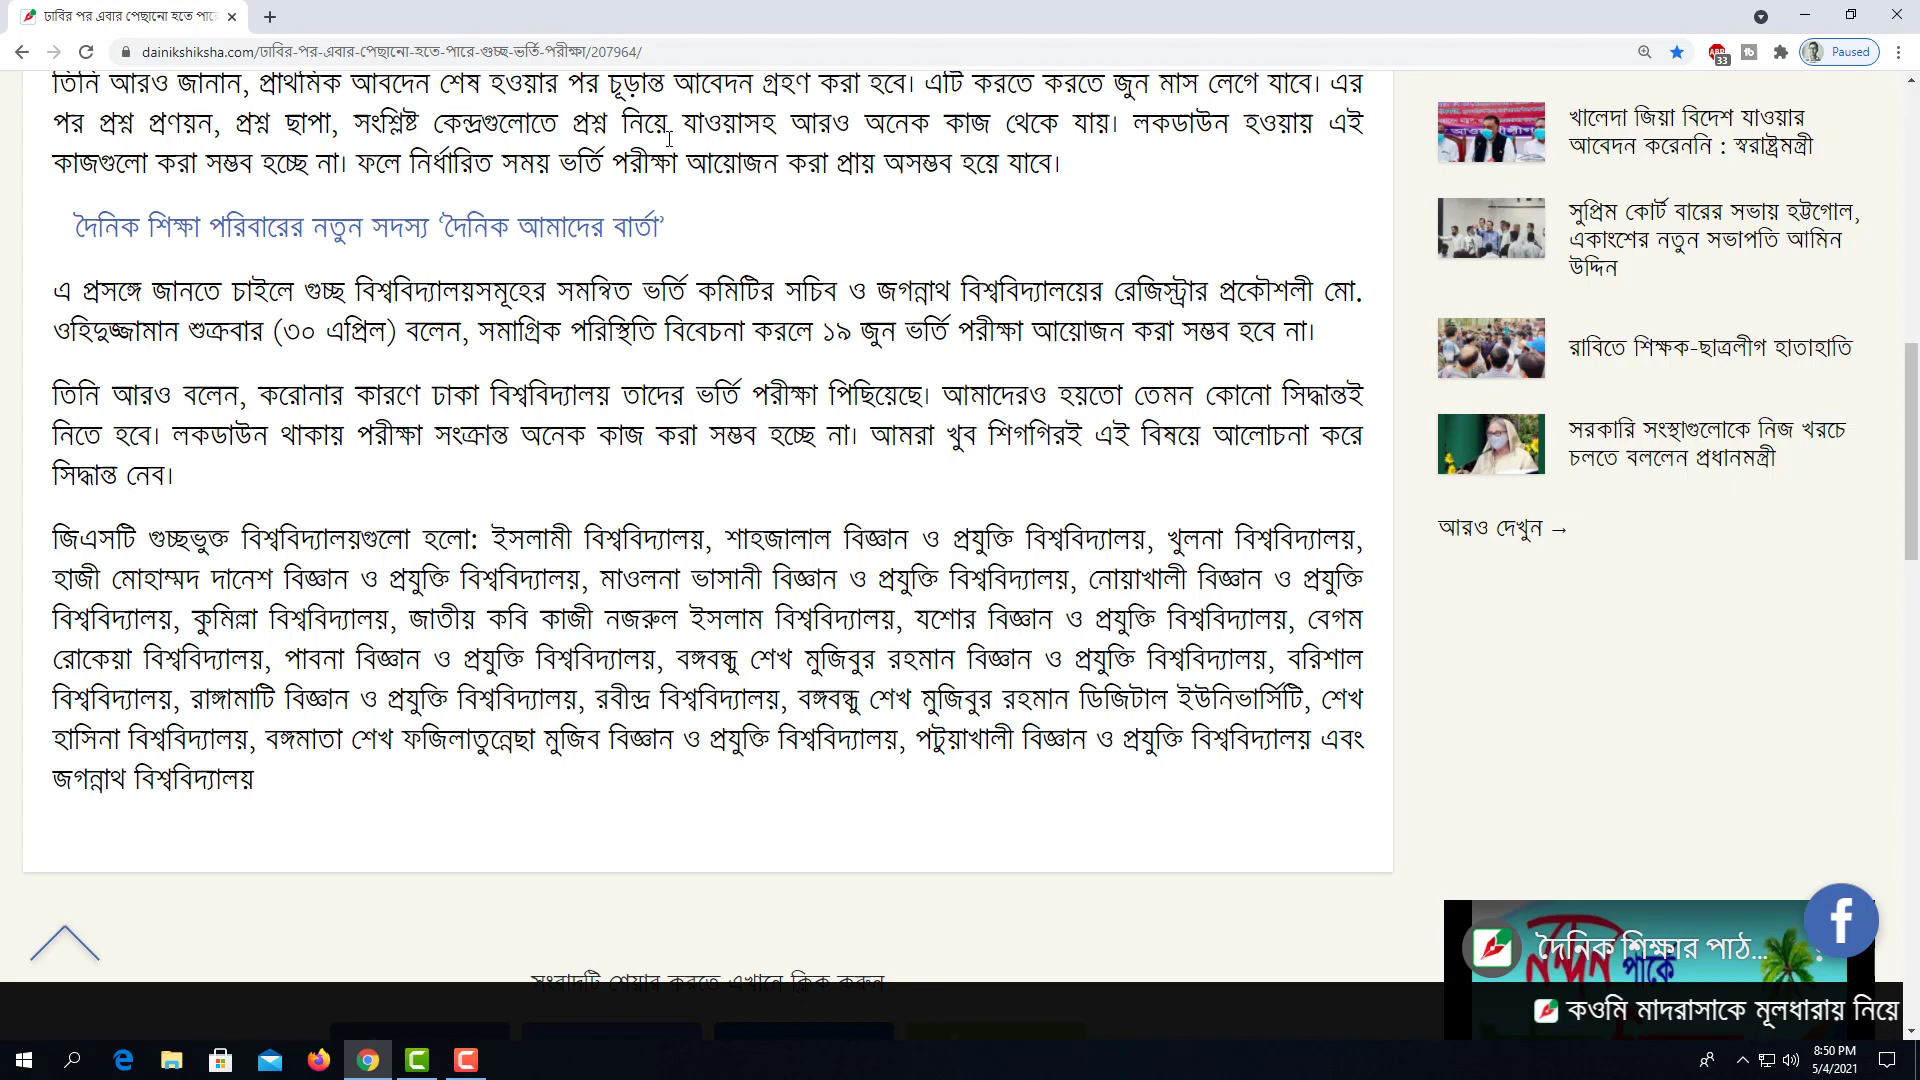 ঢাবির পর এবার পেছানো হতে পারে
dainikshiksha.com/ঢাবির-পর-এবার-পেছানো-হতে-পারে-গুচ্ছ-ভর্তি-পরীক্ষা/207964/
33
Paused
তিনি আরও জানান, প্রাথমিক আবদেন শেষ হওয়ার পর চূড়ান্ত আবেদন গ্রহণ করা হবে। এটি করতে করতে জুন মাস লেগে যাবে। এর
পর প্রশ্ন প্রণয়ন, প্রশ্ন ছাপা, সংশ্লিষ্ট কেন্দ্রগুলোতে প্রশ্ন নিয়ে যাওয়াসহ আরও অনেক কাজ থেকে যায়। লকডাউন হওয়ায় এই
কাজগুলো করা সম্ভব হচ্ছে না। ফলে নির্ধারিত সময় ভর্তি পরীক্ষা আয়োজন করা প্রায় অসম্ভব হয়ে যাবে।
দৈনিক শিক্ষা পরিবারের নতুন সদস্য ‘দৈনিক আমাদের বার্তা’
এ প্রসঙ্গে জানতে চাইলে গুচ্ছ বিশ্ববিদ্যালয়সমূহের সমন্বিত ভর্তি কমিটির সচিব ও জগন্নাথ বিশ্ববিদ্যালয়ের রেজিস্ট্রার প্রকৌশলী মো.
ওহিদুজ্জামান শুক্রবার (৩০ এপ্রিল) বলেন, সমাগ্রিক পরিস্থিতি বিবেচনা করলে ১৯ জুন ভর্তি পরীক্ষা আয়োজন করা সম্ভব হবে না।
তিনি আরও বলেন, করোনার কারণে ঢাকা বিশ্ববিদ্যালয় তাদের ভর্তি পরীক্ষা পিছিয়েছে। আমাদেরও হয়তো তেমন কোনো সিদ্ধান্তই
নিতে হবে। লকডাউন থাকায় পরীক্ষা সংক্রান্ত অনেক কাজ করা সম্ভব হচ্ছে না। আমরা খুব শিগগিরই এই বিষয়ে আলোচনা করে
সিদ্ধান্ত নেব।
জিএসটি গুচ্ছভুক্ত বিশ্ববিদ্যালয়গুলো হলো: ইসলামী বিশ্ববিদ্যালয়, শাহজালাল বিজ্ঞান ও প্রযুক্তি বিশ্ববিদ্যালয়, খুলনা বিশ্ববিদ্যালয়,
হাজী মোহাম্মদ দানেশ বিজ্ঞান ও প্রযুক্তি বিশ্ববিদ্যালয়, মাওলনা ভাসানী বিজ্ঞান ও প্রযুক্তি বিশ্ববিদ্যালয়, নোয়াখালী বিজ্ঞান ও প্রযুক্তি
বিশ্ববিদ্যালয়, কুমিল্লা বিশ্ববিদ্যালয়, জাতীয় কবি কাজী নজরুল ইসলাম বিশ্ববিদ্যালয়, যশোর বিজ্ঞান ও প্রযুক্তি বিশ্ববিদ্যালয়, বেগম
রোকেয়া বিশ্ববিদ্যালয়, পাবনা বিজ্ঞান ও প্রযুক্তি বিশ্ববিদ্যালয়, বঙ্গবন্ধু শেখ মুজিবুর রহমান বিজ্ঞান ও প্রযুক্তি বিশ্ববিদ্যালয়, বরিশাল
বিশ্ববিদ্যালয়, রাঙ্গামাটি বিজ্ঞান ও প্রযুক্তি বিশ্ববিদ্যালয়, রবীন্দ্র বিশ্ববিদ্যালয়, বঙ্গবন্ধু শেখ মুজিবুর রহমান ডিজিটাল ইউনিভার্সিটি, শেখ
হাসিনা বিশ্ববিদ্যালয়, বঙ্গমাতা শেখ ফজিলাতুন্নেছা মুজিব বিজ্ঞান ও প্রযুক্তি বিশ্ববিদ্যালয়, পটুয়াখালী বিজ্ঞান ও প্রযুক্তি বিশ্ববিদ্যালয় এবং
জগন্নাথ বিশ্ববিদ্যালয়
খালেদা জিয়া বিদেশ যাওয়ার
আবেদন করেননি : স্বরাষ্ট্রমন্ত্রী
সুপ্রিম কোর্ট বারের সভায় হট্টগোল,
একাংশের নতুন সভাপতি আমিন
উদ্দিন
রাবিতে শিক্ষক-ছাত্রলীগ হাতাহাতি
সরকারি সংস্থাগুলোকে নিজ খরচে
চলতে বললেন প্রধানমন্ত্রী
আরও দেখুন →
সংবাদটি শেয়ার করতে এখানে ক্লিক করুন
দৈনিক শিক্ষার পাঠ...
নন্দন পার্কে
কওমি মাদরাসাকে মূলধারায় নিয়ে
8:50 PM
5/4/2021